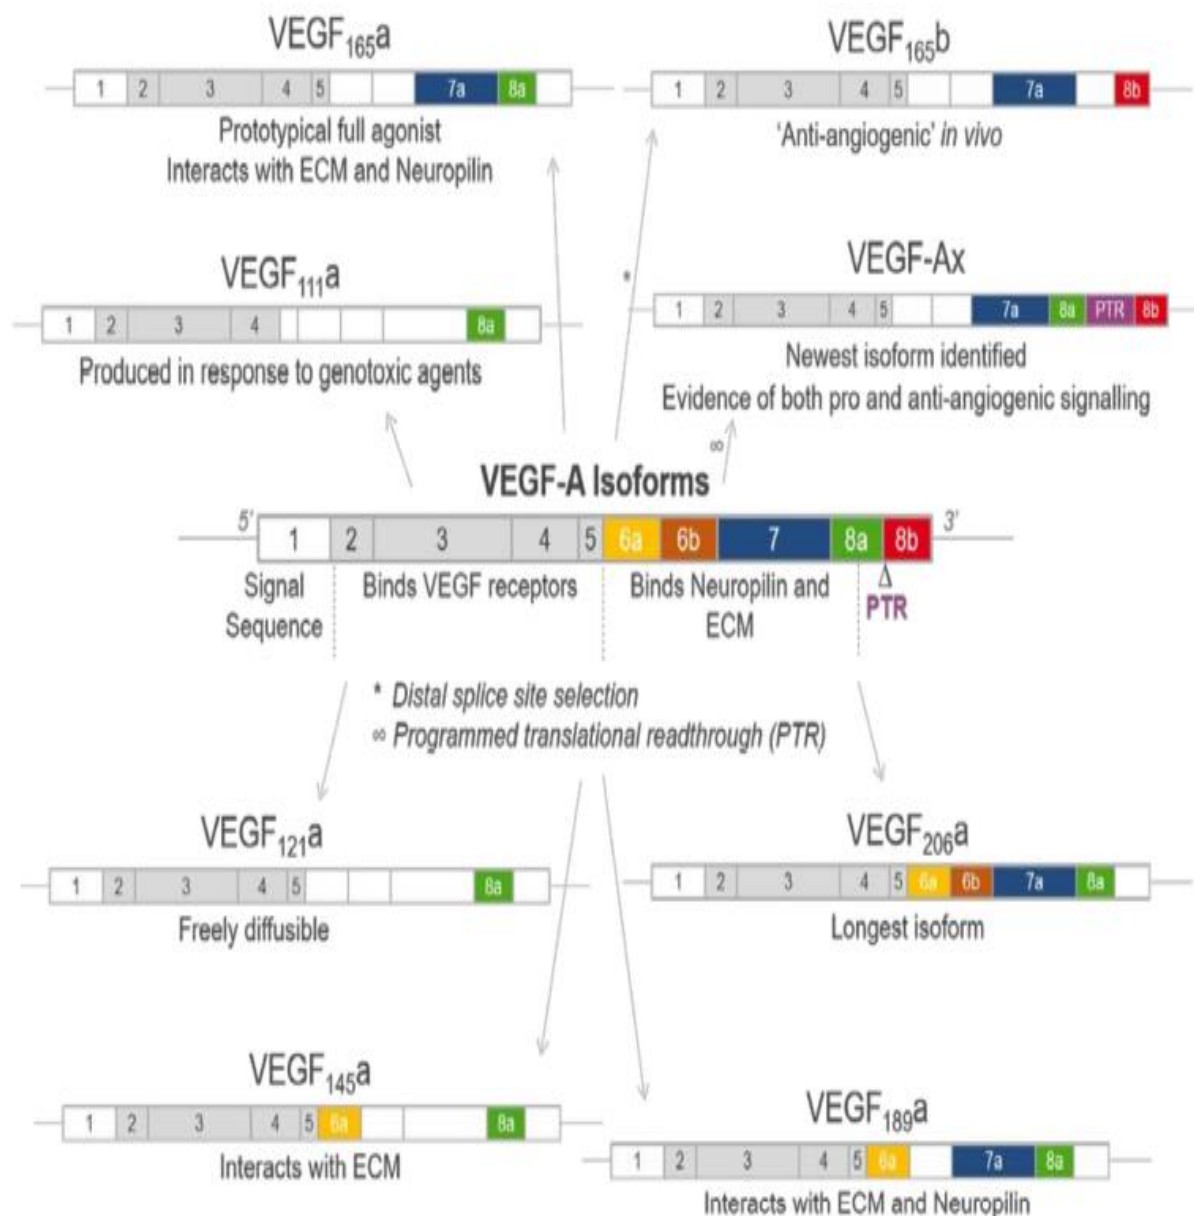 VEGF165a
1 2 3 4 5 7a 8a
Prototypical full agonist
Interacts with ECM and Neuropilin
VEGF165b
1 2 3 4 5 7a 8b
'Anti-angiogenic' in vivo
VEGF111a
1 2 3 4 8a
Produced in response to genotoxic agents
*
VEGF-Ax
1 2 3 4 5 7a 8a PTR 8b
Newest isoform identified
Evidence of both pro and anti-angiogenic signalling
∞
VEGF-A Isoforms
5' 3'
1 2 3 4 5 6a 6b 7 8a 8b
Signal
Sequence
Binds VEGF receptors
Binds Neuropilin and
ECM
Δ
PTR
* Distal splice site selection
∞ Programmed translational readthrough (PTR)
VEGF121a
1 2 3 4 5 8a
Freely diffusible
VEGF206a
1 2 3 4 5 6a 6b 7a 8a
Longest isoform
VEGF145a
1 2 3 4 5 6a 8a
Interacts with ECM
VEGF189a
1 2 3 4 5 6a 7a 8a
Interacts with ECM and Neuropilin